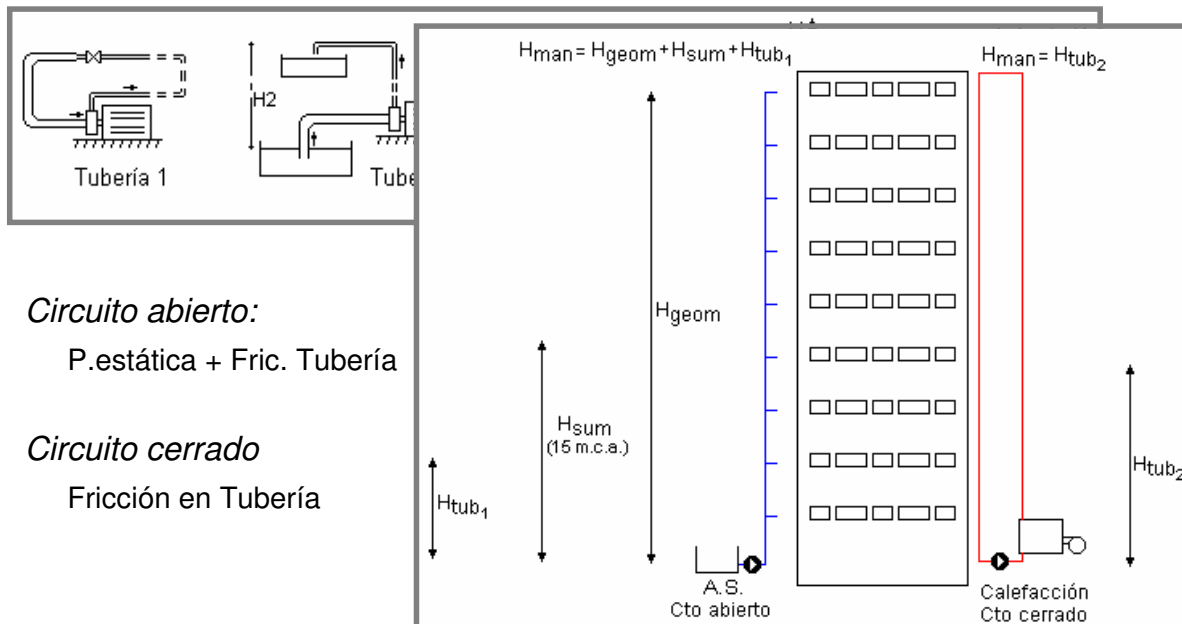 H2
Tubería 1
Circuito abierto:
P.estática + Fric. Tubería
Circuito cerrado
Fricción en Tubería
Hman = Hgeom + Hsum + Htub1
Hman = Htub2
Hgeom
Hsum
(15 m.c.a.)
Htub1
Htub2
A.S.
Cto abierto
Calefacción
Cto cerrado